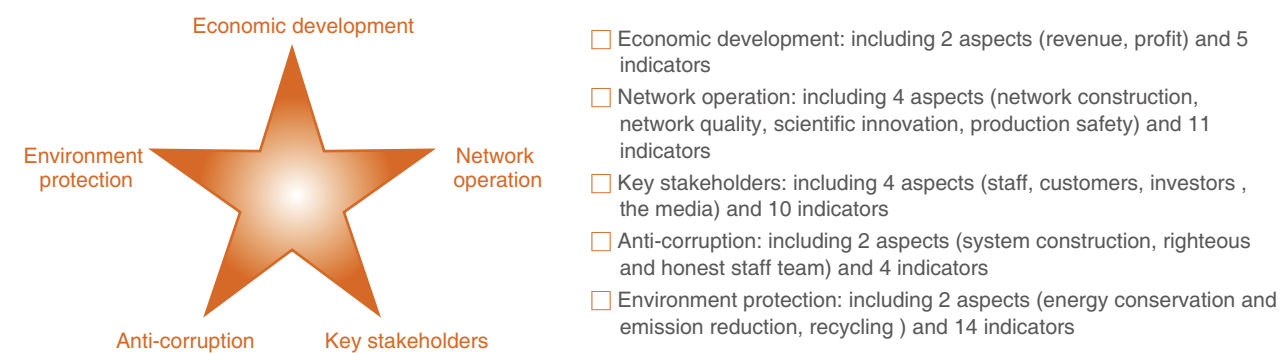 Economic development
Environment
protection
Network
operation
Anti-corruption
Key stakeholders
Economic development: including 2 aspects (revenue, profit) and 5
indicators
Network operation: including 4 aspects (network construction,
network quality, scientific innovation, production safety) and 11
indicators
Key stakeholders: including 4 aspects (staff, customers, investors ,
the media) and 10 indicators
Anti-corruption: including 2 aspects (system construction, righteous
and honest staff team) and 4 indicators
Environment protection: including 2 aspects (energy conservation and
emission reduction, recycling ) and 14 indicators